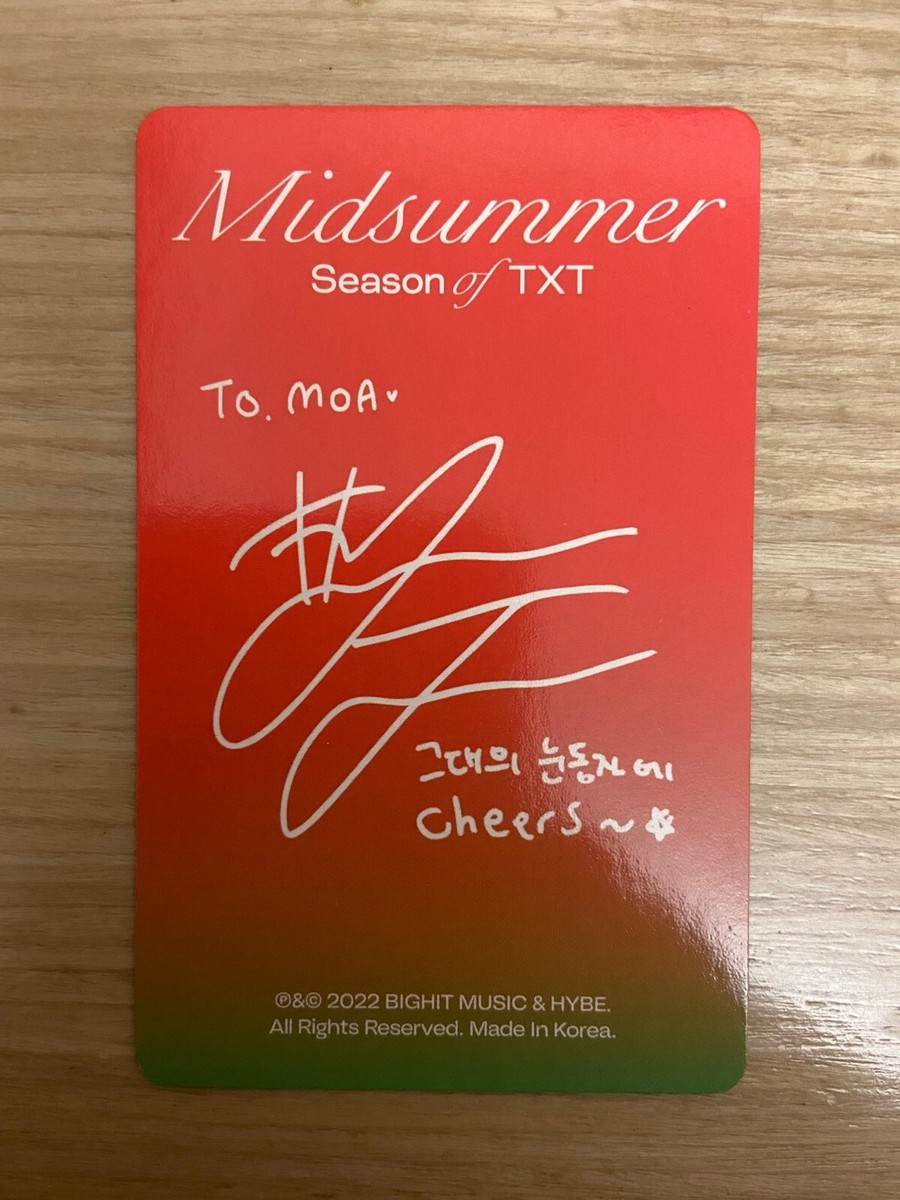 Midsummer
Season of TXT
To. MOA♥
그대의 눈동자에
cheers~☆
℗&© 2022 BIGHIT MUSIC & HYBE.
All Rights Reserved. Made In Korea.